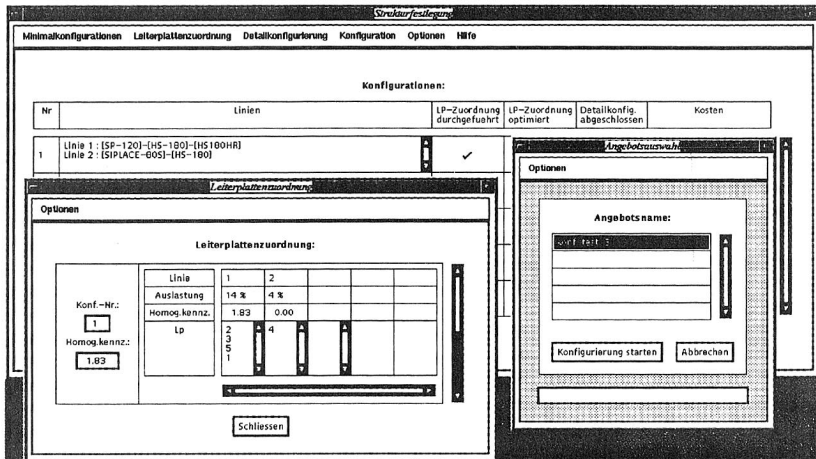 Strukturfestlegung
Minimalkonfigurationen Leiterplattenzuordnung Detailkonfigurierung Konfiguration Optionen Hilfe
Konfigurationen:
Nr Linien LP-Zuordnung durchgefuehrt LP-Zuordnung optimiert Detailkonfig. abgeschlossen Kosten
1
Linie 1 : [SP-120]-[HS-180]-[HS180HR]
Linie 2 : [SIPLACE-80S]-[HS-180]
✓
Leiterplattenzuordnung
Optionen
Leiterplattenzuordnung:
Konf.-Nr.:
1
Homog.kennz.:
1.83
Linie 1 2
Auslastung 14 % 4 %
Homog.kennz. 1.83 0.00
Lp 2 4
3
5
1
Schliessen
Angebotsauswahl
Optionen
Angebotsname:
Konfigurierung starten Abbrechen